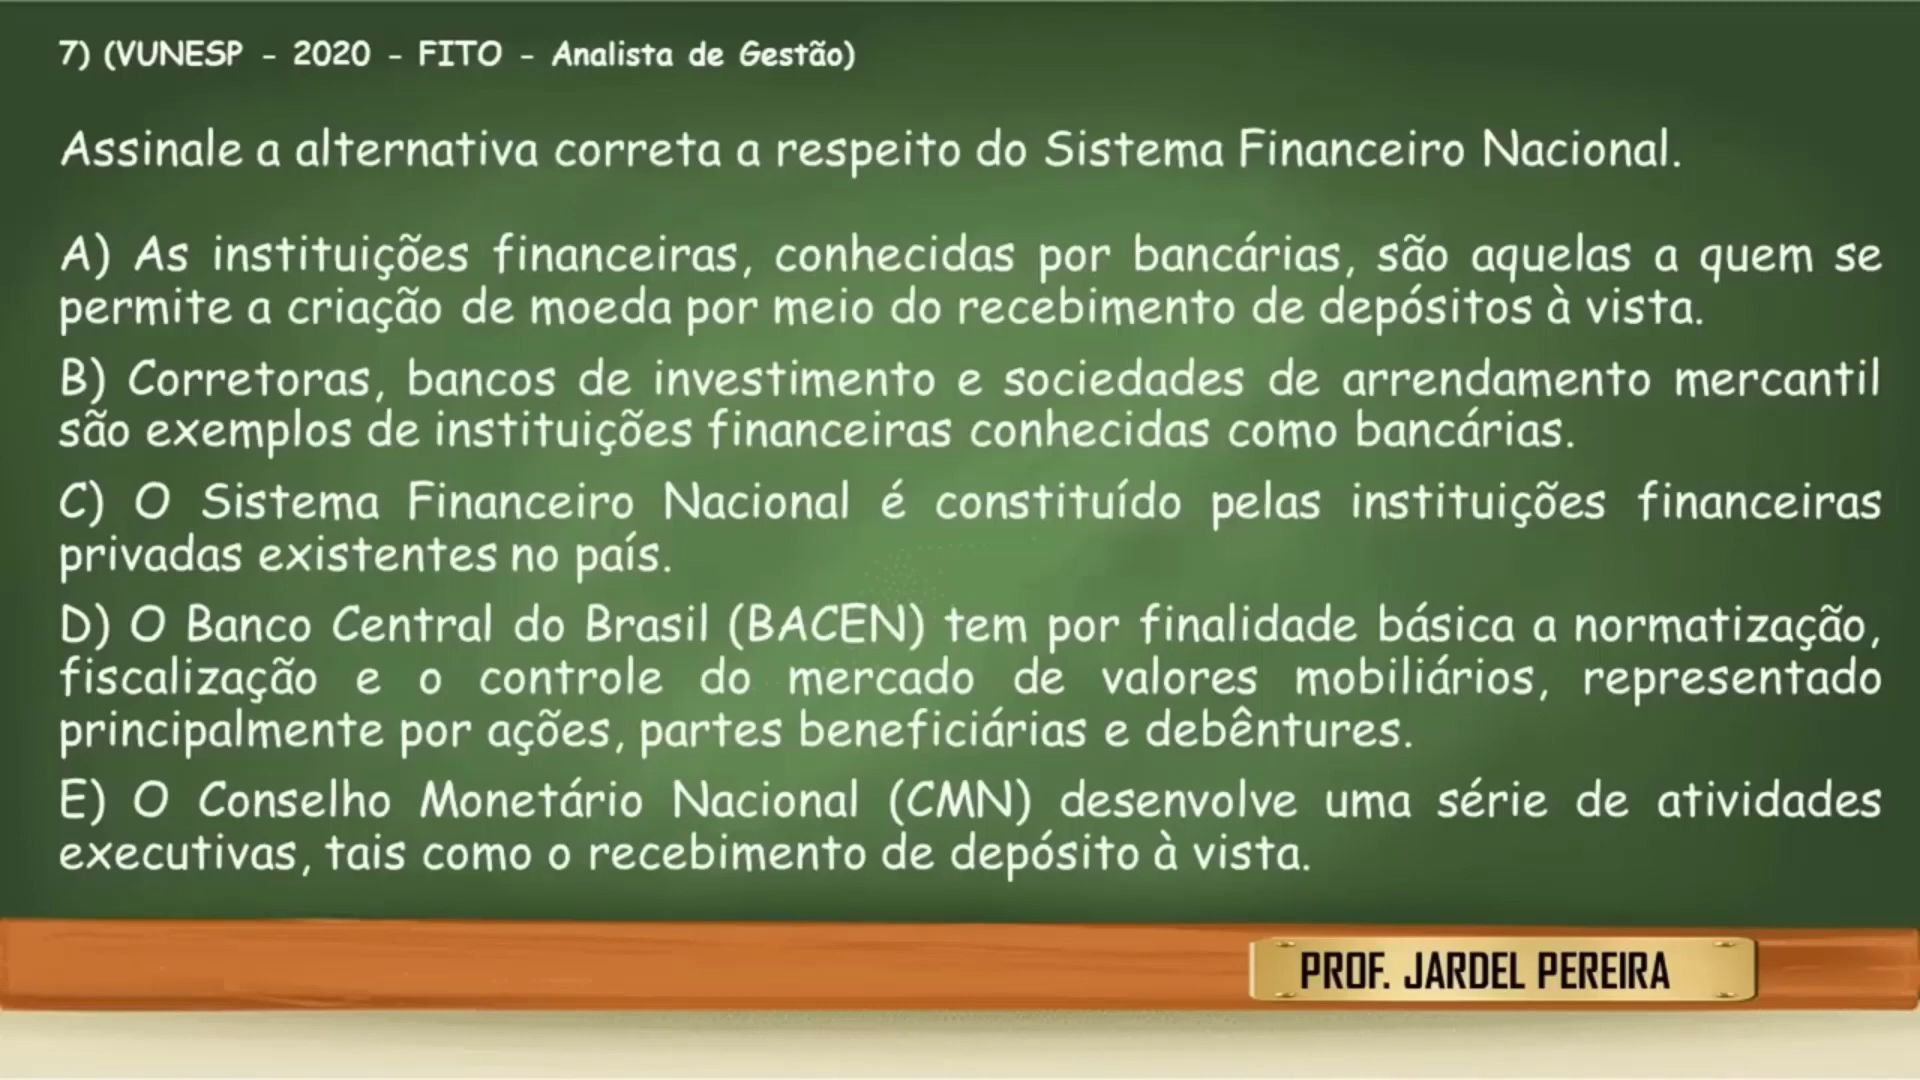 7) (VUNESP - 2020 - FITO - Analista de Gestão)
Assinale a alternativa correta a respeito do Sistema Financeiro Nacional.
A) As instituições financeiras, conhecidas por bancárias, são aquelas a quem se
permite a criação de moeda por meio do recebimento de depósitos à vista.
B) Corretoras, bancos de investimento e sociedades de arrendamento mercantil
são exemplos de instituições financeiras conhecidas como bancárias.
C) O Sistema Financeiro Nacional é constituído pelas instituições financeiras
privadas existentes no país.
D) O Banco Central do Brasil (BACEN) tem por finalidade básica a normatização,
fiscalização e o controle do mercado de valores mobiliários, representado
principalmente por ações, partes beneficiárias e debêntures.
E) O Conselho Monetário Nacional (CMN) desenvolve uma série de atividades
executivas, tais como o recebimento de depósito à vista.
PROF. JARDEL PEREIRA